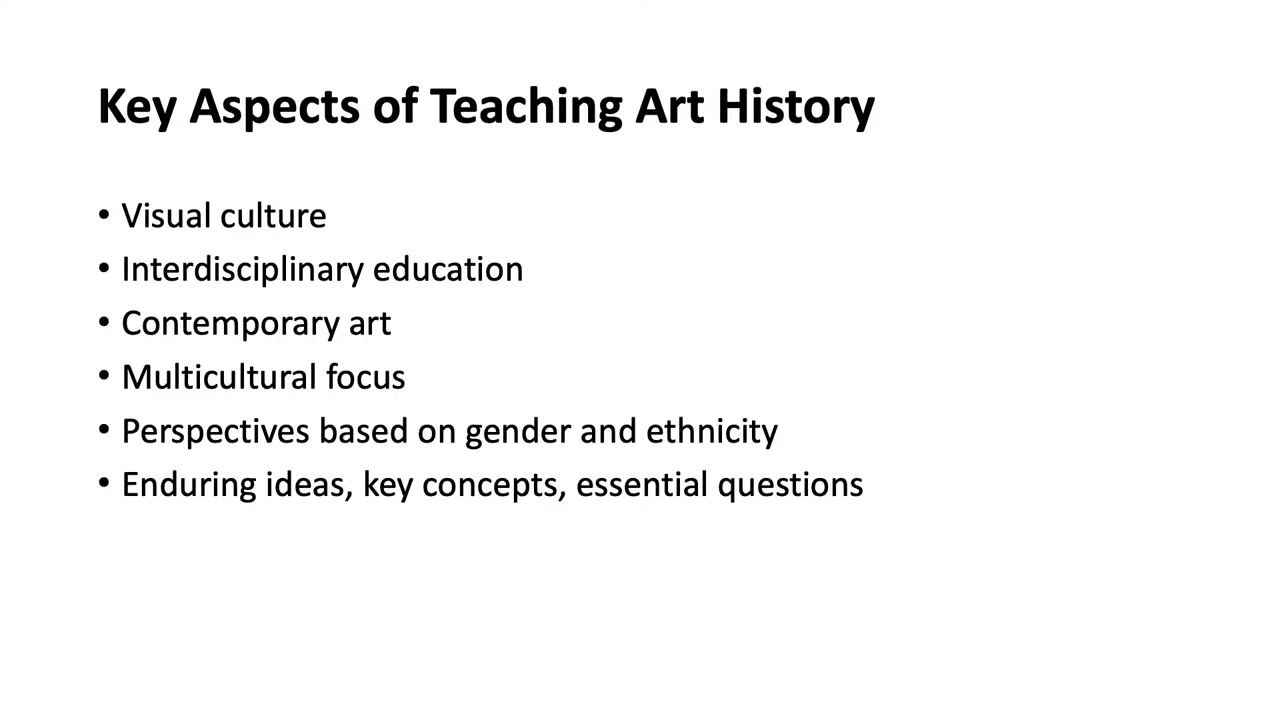 Key Aspects of Teaching Art History
• Visual culture
• Interdisciplinary education
• Contemporary art
• Multicultural focus
• Perspectives based on gender and ethnicity
• Enduring ideas, key concepts, essential questions